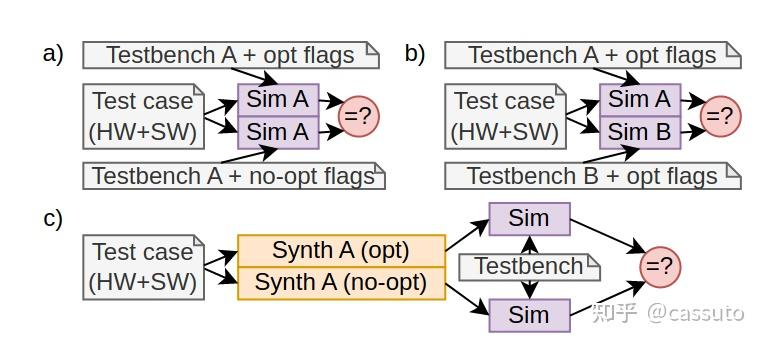 a)
Testbench A + opt flags
Test case
(HW+SW)
Sim A
Sim A
=?
Testbench A + no-opt flags
b)
Testbench A + opt flags
Test case
(HW+SW)
Sim A
Sim B
=?
Testbench B + opt flags
c)
Test case
(HW+SW)
Synth A (opt)
Synth A (no-opt)
Sim
Testbench
Sim
=?
知乎 @cassuto